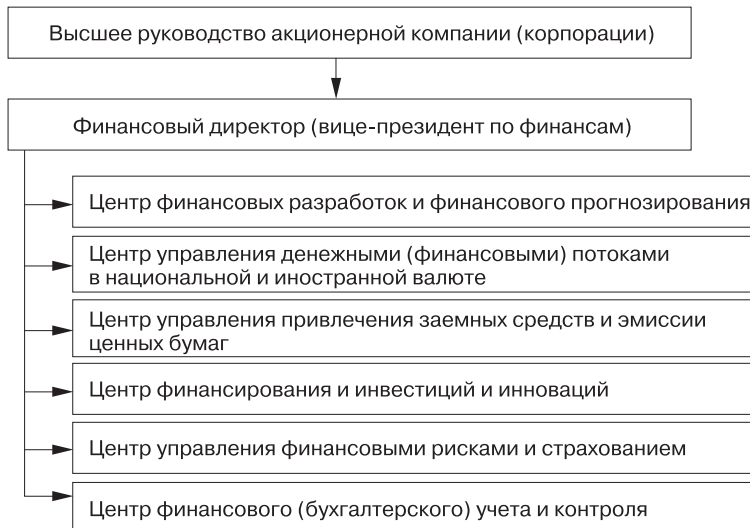 Высшее руководство акционерной компании (корпорации)
Финансовый директор (вице-президент по финансам)
Центр финансовых разработок и финансового прогнозирования
Центр управления денежными (финансовыми) потоками
в национальной и иностранной валюте
Центр управления привлечения заемных средств и эмиссии
ценных бумаг
Центр финансирования и инвестиций и инноваций
Центр управления финансовыми рисками и страхованием
Центр финансового (бухгалтерского) учета и контроля